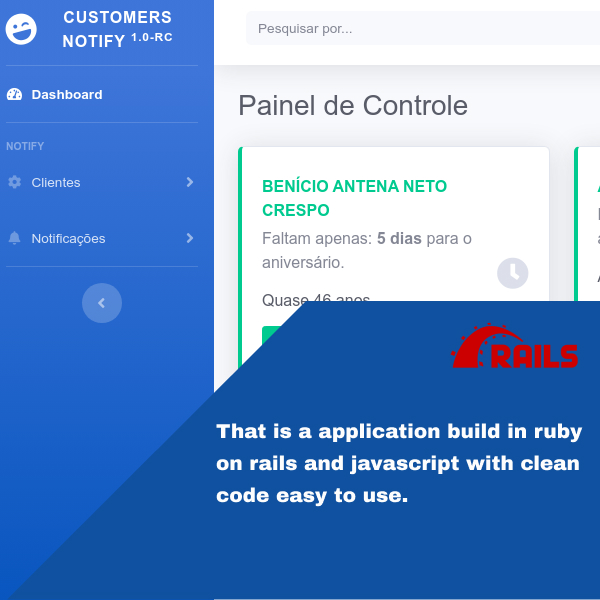 CUSTOMERS
NOTIFY 1.0-RC
Pesquisar por...
Dashboard
NOTIFY
Clientes
Notificações
Painel de Controle
BENÍCIO ANTENA NETO
CRESPO
Faltam apenas: 5 dias para o
aniversário.
Quase 46 anos
RAILS
That is a application build in ruby
on rails and javascript with clean
code easy to use.